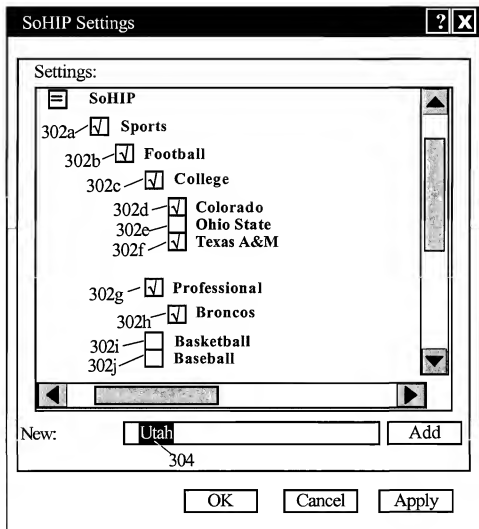 SoHIP Settings ? X
Settings:
SoHIP
302a Sports
302b Football
302c College
302d Colorado
302e Ohio State
302f Texas A&M
302g Professional
302h Broncos
302i Basketball
302j Baseball
New: Utah Add
304
OK Cancel Apply